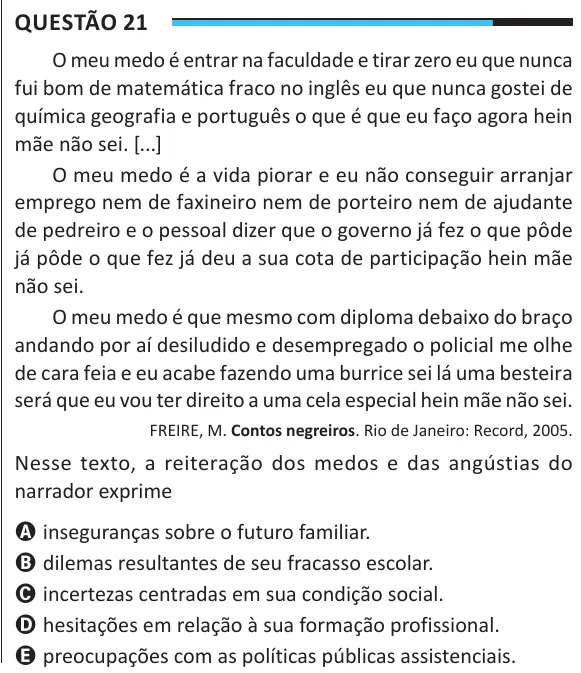 QUESTÃO 21
O meu medo é entrar na faculdade e tirar zero eu que nunca
fui bom de matemática fraco no inglês eu que nunca gostei de
química geografia e português o que é que eu faço agora hein
mãe não sei. [...]
O meu medo é a vida piorar e eu não conseguir arranjar
emprego nem de faxineiro nem de porteiro nem de ajudante
de pedreiro e o pessoal dizer que o governo já fez o que pôde
já pôde o que fez já deu a sua cota de participação hein mãe
não sei.
O meu medo é que mesmo com diploma debaixo do braço
andando por aí desiludido e desempregado o policial me olhe
de cara feia e eu acabe fazendo uma burrice sei lá uma besteira
será que eu vou ter direito a uma cela especial hein mãe não sei.
FREIRE, M. Contos negreiros. Rio de Janeiro: Record, 2005.
Nesse texto, a reiteração dos medos e das angústias do
narrador exprime
A inseguranças sobre o futuro familiar.
B dilemas resultantes de seu fracasso escolar.
C incertezas centradas em sua condição social.
D hesitações em relação à sua formação profissional.
E preocupações com as políticas públicas assistenciais.